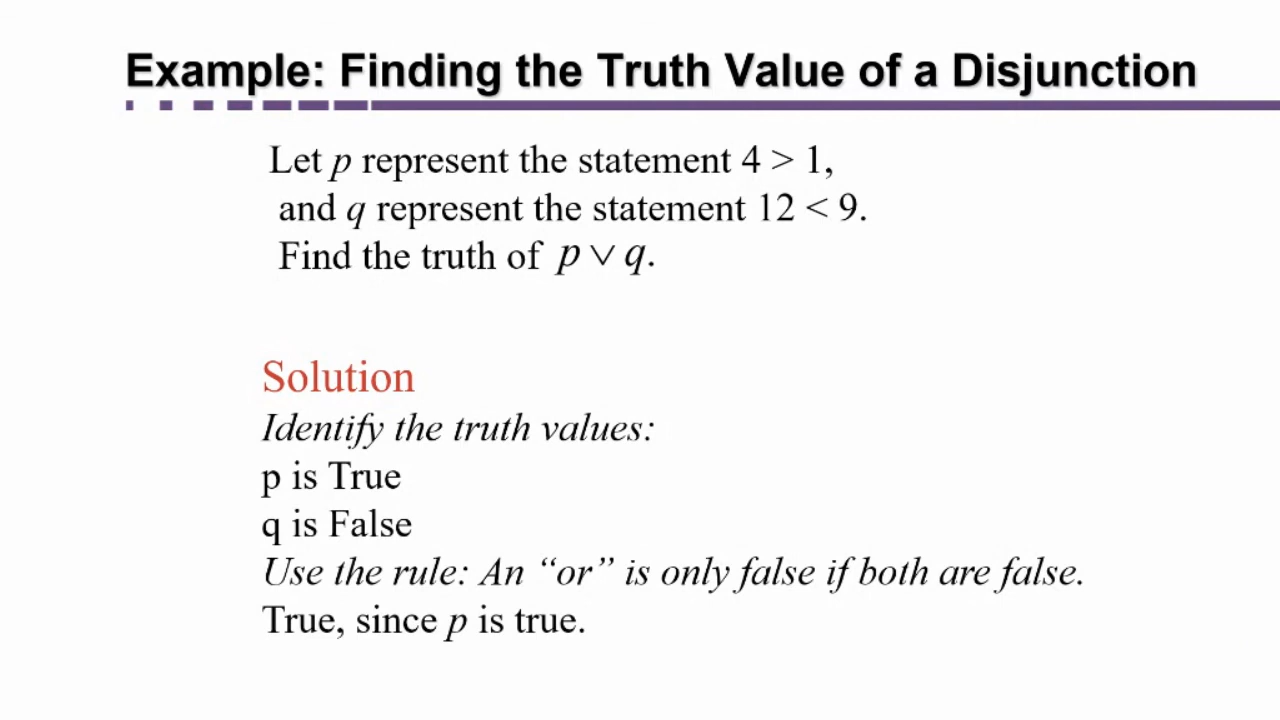 Example: Finding the Truth Value of a Disjunction
Let p represent the statement 4 > 1,
and q represent the statement 12 < 9.
Find the truth of p ∨ q.
Solution
Identify the truth values:
p is True
q is False
Use the rule: An “or” is only false if both are false.
True, since p is true.